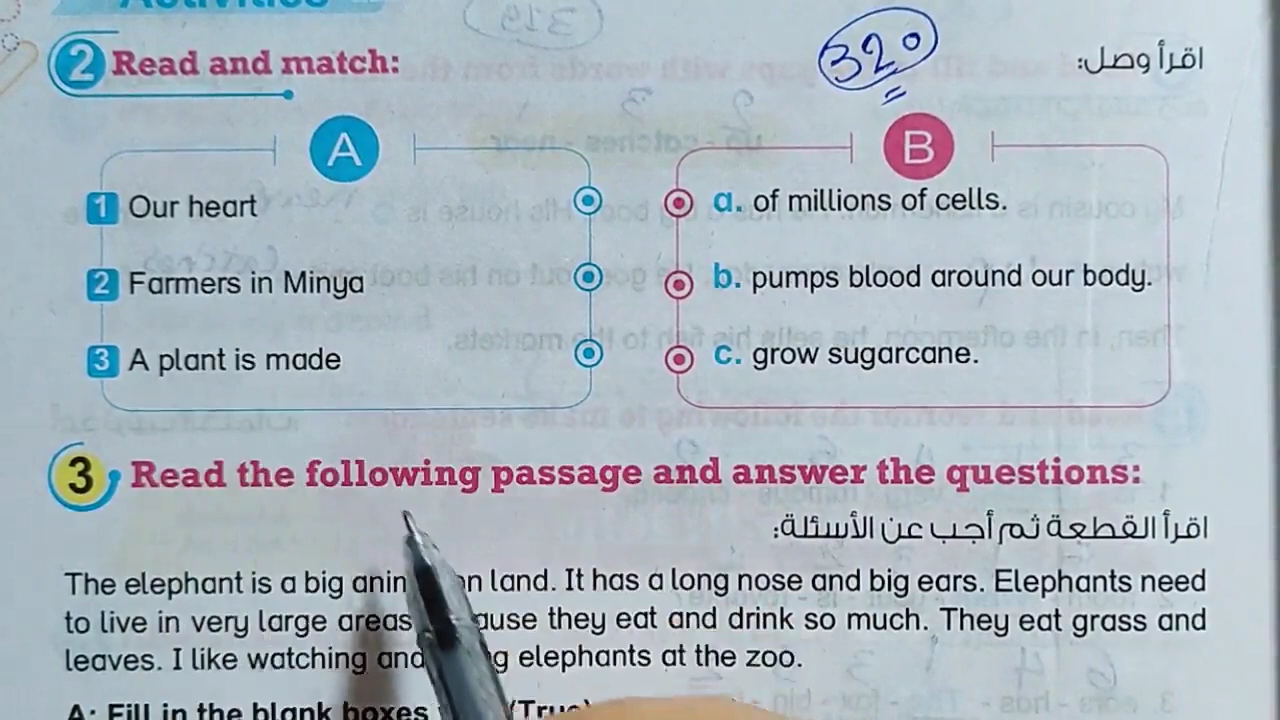 Activities
2 Read and match:
320
اقرأ وصل:
A
1 Our heart
2 Farmers in Minya
3 A plant is made
B
a. of millions of cells.
b. pumps blood around our body.
c. grow sugarcane.
3 Read the following passage and answer the questions:
اقرأ القطعة ثم أجب عن الأسئلة:
The elephant is a big land. It has a long nose and big ears. Elephants need
to live in very large areas they eat and drink so much. They eat grass and
leaves. I like watching and elephants at the zoo.
A: Fill in the blank boxes (True)